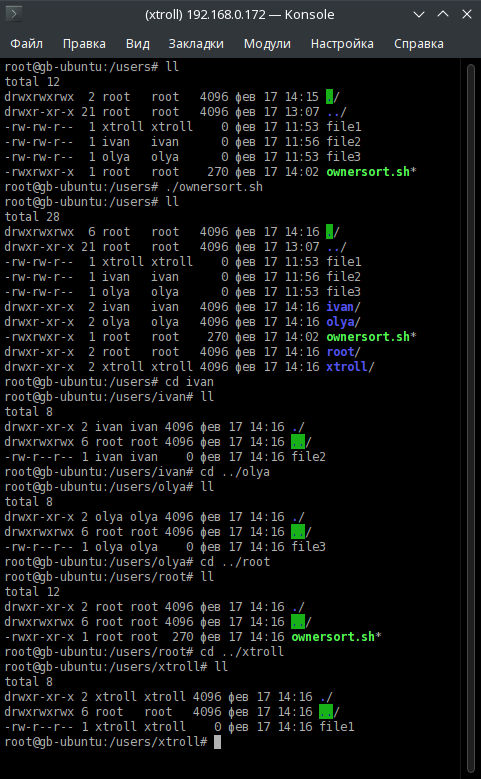 (xtroll) 192.168.0.172 — Konsole
Файл Правка Вид Закладки Модули Настройка Справка
root@gb-ubuntu:/users# ll
total 12
drwxrwxrwx  2 root   root   4096 фев 17 14:15 ./
drwxr-xr-x 21 root   root   4096 фев 17 13:07 ../
-rw-rw-r--  1 xtroll xtroll    0 фев 17 11:53 file1
-rw-rw-r--  1 ivan   ivan      0 фев 17 11:56 file2
-rw-rw-r--  1 olya   olya      0 фев 17 11:53 file3
-rwxrwxr-x  1 root   root    270 фев 17 14:02 ownersort.sh*
root@gb-ubuntu:/users# ./ownersort.sh
root@gb-ubuntu:/users# ll
total 28
drwxrwxrwx  6 root   root   4096 фев 17 14:16 ./
drwxr-xr-x 21 root   root   4096 фев 17 13:07 ../
-rw-rw-r--  1 xtroll xtroll    0 фев 17 11:53 file1
-rw-rw-r--  1 ivan   ivan      0 фев 17 11:56 file2
-rw-rw-r--  1 olya   olya      0 фев 17 11:53 file3
drwxr-xr-x  2 ivan   ivan   4096 фев 17 14:16 ivan/
drwxr-xr-x  2 olya   olya   4096 фев 17 14:16 olya/
-rwxrwxr-x  1 root   root    270 фев 17 14:02 ownersort.sh*
drwxr-xr-x  2 root   root   4096 фев 17 14:16 root/
drwxr-xr-x  2 xtroll xtroll 4096 фев 17 14:16 xtroll/
root@gb-ubuntu:/users# cd ivan
root@gb-ubuntu:/users/ivan# ll
total 8
drwxr-xr-x 2 ivan ivan 4096 фев 17 14:16 ./
drwxrwxrwx 6 root root 4096 фев 17 14:16 ../
-rw-r--r-- 1 ivan ivan    0 фев 17 14:16 file2
root@gb-ubuntu:/users/ivan# cd ../olya
root@gb-ubuntu:/users/olya# ll
total 8
drwxr-xr-x 2 olya olya 4096 фев 17 14:16 ./
drwxrwxrwx 6 root root 4096 фев 17 14:16 ../
-rw-r--r-- 1 olya olya    0 фев 17 14:16 file3
root@gb-ubuntu:/users/olya# cd ../root
root@gb-ubuntu:/users/root# ll
total 12
drwxr-xr-x 2 root root 4096 фев 17 14:16 ./
drwxrwxrwx 6 root root 4096 фев 17 14:16 ../
-rwxr-xr-x 1 root root  270 фев 17 14:16 ownersort.sh*
root@gb-ubuntu:/users/root# cd ../xtroll
root@gb-ubuntu:/users/xtroll# ll
total 8
drwxr-xr-x 2 xtroll xtroll 4096 фев 17 14:16 ./
drwxrwxrwx 6 root   root   4096 фев 17 14:16 ../
-rw-r--r-- 1 xtroll xtroll    0 фев 17 14:16 file1
root@gb-ubuntu:/users/xtroll#